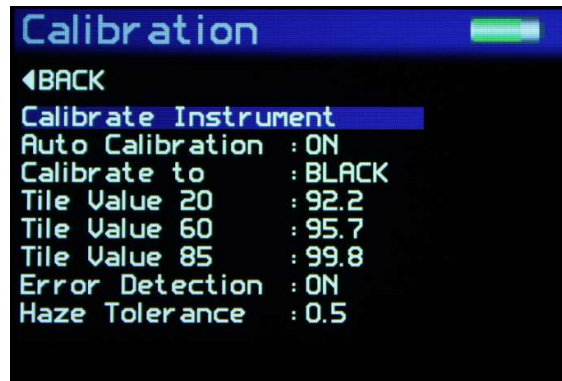 Calibration
◀BACK
Calibrate Instrument
Auto Calibration : ON
Calibrate to : BLACK
Tile Value 20 : 92.2
Tile Value 60 : 95.7
Tile Value 85 : 99.8
Error Detection : ON
Haze Tolerance : 0.5